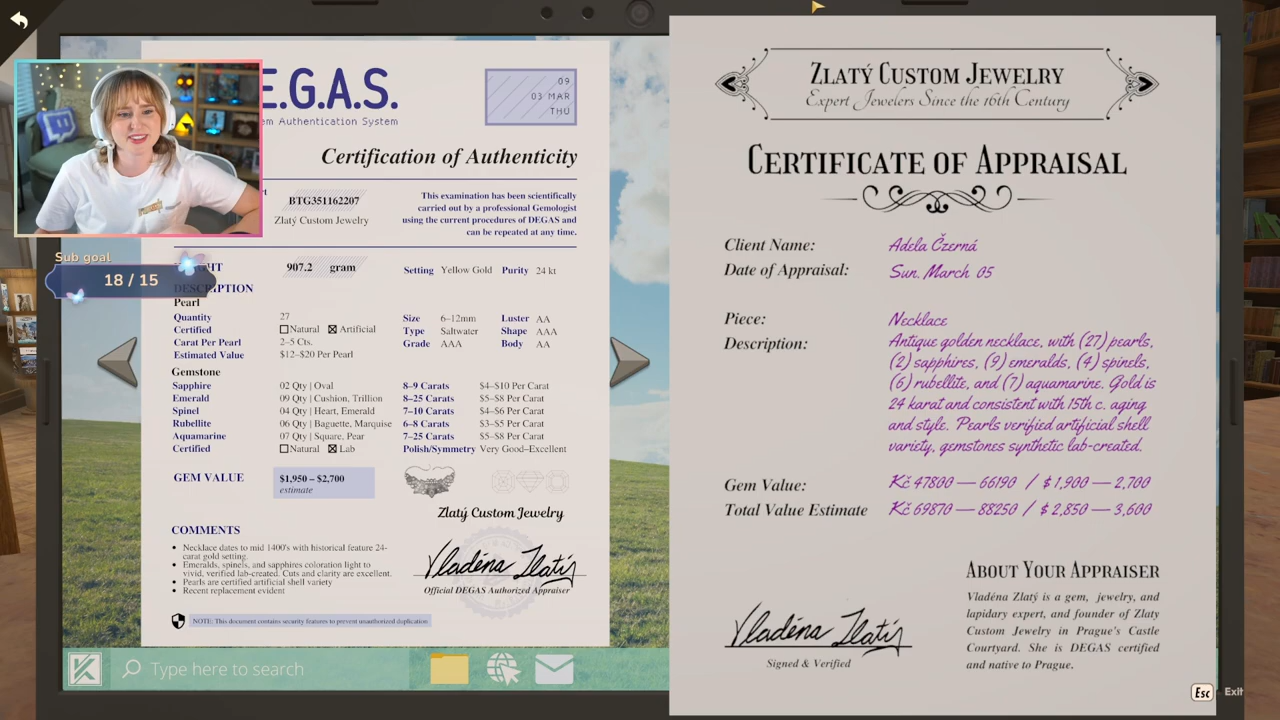 E.G.A.S.
Authentication System
09
03 MAR
THU
Certification of Authenticity
BTG351162207
Zlatý Custom Jewelry
This examination has been scientifically
carried out by a professional Gemologist
using the current procedures of DEGAS and
can be repeated at any time.
907.2 gram
Setting Yellow Gold Purity 24 kt
DESCRIPTION
Pearl
Quantity 27
Certified Natural Artificial
Carat Per Pearl 2–5 Cts.
Estimated Value $12–$20 Per Pearl
Size 6–12mm Luster AA
Type Saltwater Shape AAA
Grade AAA Body AA
Gemstone
Sapphire 02 Qty | Oval 8–9 Carats $4–$10 Per Carat
Emerald 09 Qty | Cushion, Trillion 8–25 Carats $5–$8 Per Carat
Spinel 04 Qty | Heart, Emerald 7–10 Carats $4–$6 Per Carat
Rubellite 06 Qty | Baguette, Marquise 6–8 Carats $3–$5 Per Carat
Aquamarine 07 Qty | Square, Pear 7–25 Carats $5–$8 Per Carat
Certified Natural Lab Polish/Symmetry Very Good–Excellent
GEM VALUE $1,950 – $2,700
estimate
Zlatý Custom Jewelry
COMMENTS
• Necklace dates to mid 1400's with historical feature 24-
carat gold setting.
• Emeralds, spinels, and sapphires coloration light to
vivid, verified lab-created. Cuts and clarity are excellent.
• Pearls are certified artificial shell variety
• Recent replacement evident
Vladéna Zlatý
Official DEGAS Authorized Appraiser
NOTE: This document contains security features to prevent unauthorized duplication
Sub goal
18 / 15
Type here to search
Zlatý Custom Jewelry
Expert Jewelers Since the 16th Century
Certificate of Appraisal
Client Name: Adela Čzerná
Date of Appraisal: Sun. March 05
Piece: Necklace
Description: Antique golden necklace, with (27) pearls,
(2) sapphires, (9) emeralds, (4) spinels,
(6) rubellite, and (7) aquamarine. Gold is
24 karat and consistent with 15th c. aging
and style. Pearls verified artificial shell
variety, gemstones synthetic lab-created.
Gem Value: Kč 47800 — 66190 / $ 1,900 — 2,700
Total Value Estimate Kč 69870 — 88250 / $ 2,850 — 3,600
Vladéna Zlatý
Signed & Verified
About Your Appraiser
Vladéna Zlatý is a gem, jewelry, and
lapidary expert, and founder of Zlaty
Custom Jewelry in Prague's Castle
Courtyard. She is DEGAS certified
and native to Prague.
Esc Exit